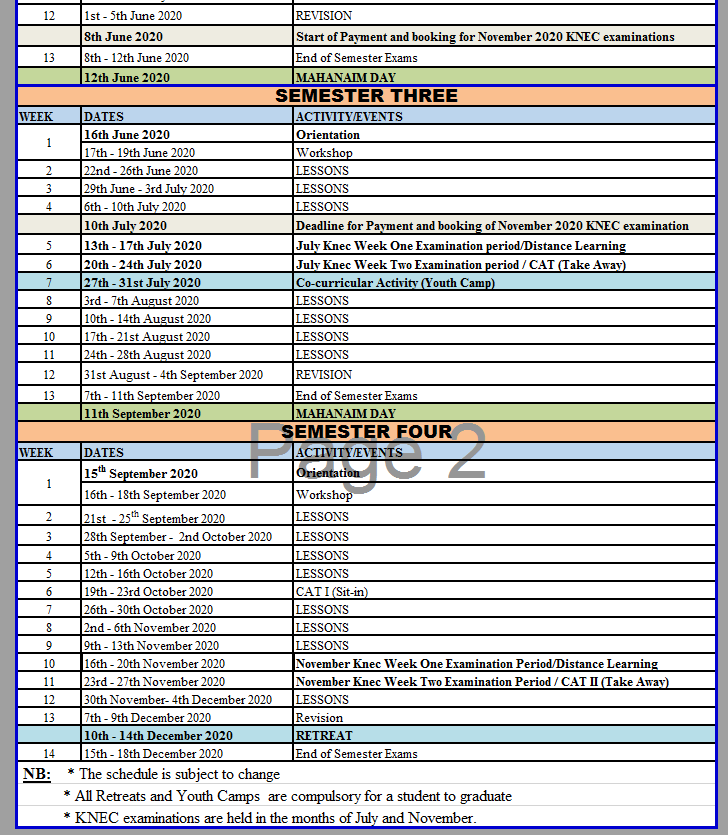 12 1st - 5th June 2020 REVISION
8th June 2020 Start of Payment and booking for November 2020 KNEC examinations
13 8th - 12th June 2020 End of Semester Exams
12th June 2020 MAHANAIM DAY
SEMESTER THREE
WEEK DATES ACTIVITY/EVENTS
1 16th June 2020 Orientation
17th - 19th June 2020 Workshop
2 22nd - 26th June 2020 LESSONS
3 29th June - 3rd July 2020 LESSONS
4 6th - 10th July 2020 LESSONS
10th July 2020 Deadline for Payment and booking of November 2020 KNEC examination
5 13th - 17th July 2020 July Knec Week One Examination period/Distance Learning
6 20th - 24th July 2020 July Knec Week Two Examination period / CAT (Take Away)
7 27th - 31st July 2020 Co-curricular Activity (Youth Camp)
8 3rd - 7th August 2020 LESSONS
9 10th - 14th August 2020 LESSONS
10 17th - 21st August 2020 LESSONS
11 24th - 28th August 2020 LESSONS
12 31st August - 4th September 2020 REVISION
13 7th - 11th September 2020 End of Semester Exams
11th September 2020 MAHANAIM DAY
SEMESTER FOUR
Page 2
WEEK DATES ACTIVITY/EVENTS
1 15th September 2020 Orientation
16th - 18th September 2020 Workshop
2 21st - 25th September 2020 LESSONS
3 28th September - 2nd October 2020 LESSONS
4 5th - 9th October 2020 LESSONS
5 12th - 16th October 2020 LESSONS
6 19th - 23rd October 2020 CAT I (Sit-in)
7 26th - 30th October 2020 LESSONS
8 2nd - 6th November 2020 LESSONS
9 9th - 13th November 2020 LESSONS
10 16th - 20th November 2020 November Knec Week One Examination Period/Distance Learning
11 23rd - 27th November 2020 November Knec Week Two Examination Period / CAT II (Take Away)
12 30th November- 4th December 2020 LESSONS
13 7th - 9th December 2020 Revision
10th - 14th December 2020 RETREAT
14 15th - 18th December 2020 End of Semester Exams
NB: * The schedule is subject to change
* All Retreats and Youth Camps are compulsory for a student to graduate
* KNEC examinations are held in the months of July and November.